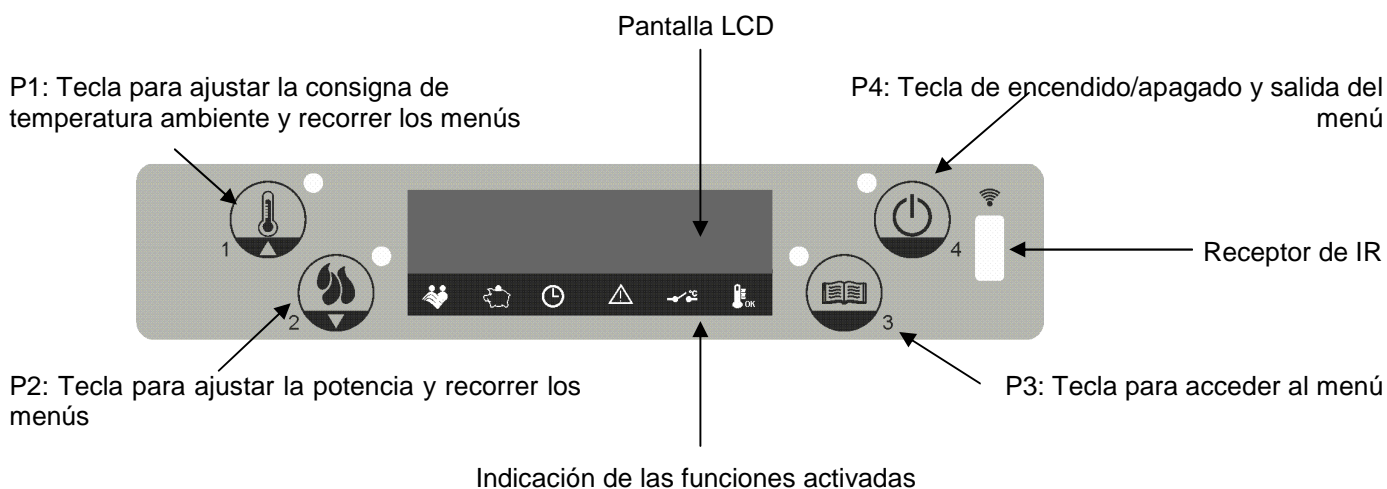 Pantalla LCD
P1: Tecla para ajustar la consigna de
temperatura ambiente y recorrer los menús
P4: Tecla de encendido/apagado y salida del
menú
1
4
Receptor de IR
°C
OK
2
3
P2: Tecla para ajustar la potencia y recorrer los
menús
P3: Tecla para acceder al menú
Indicación de las funciones activadas